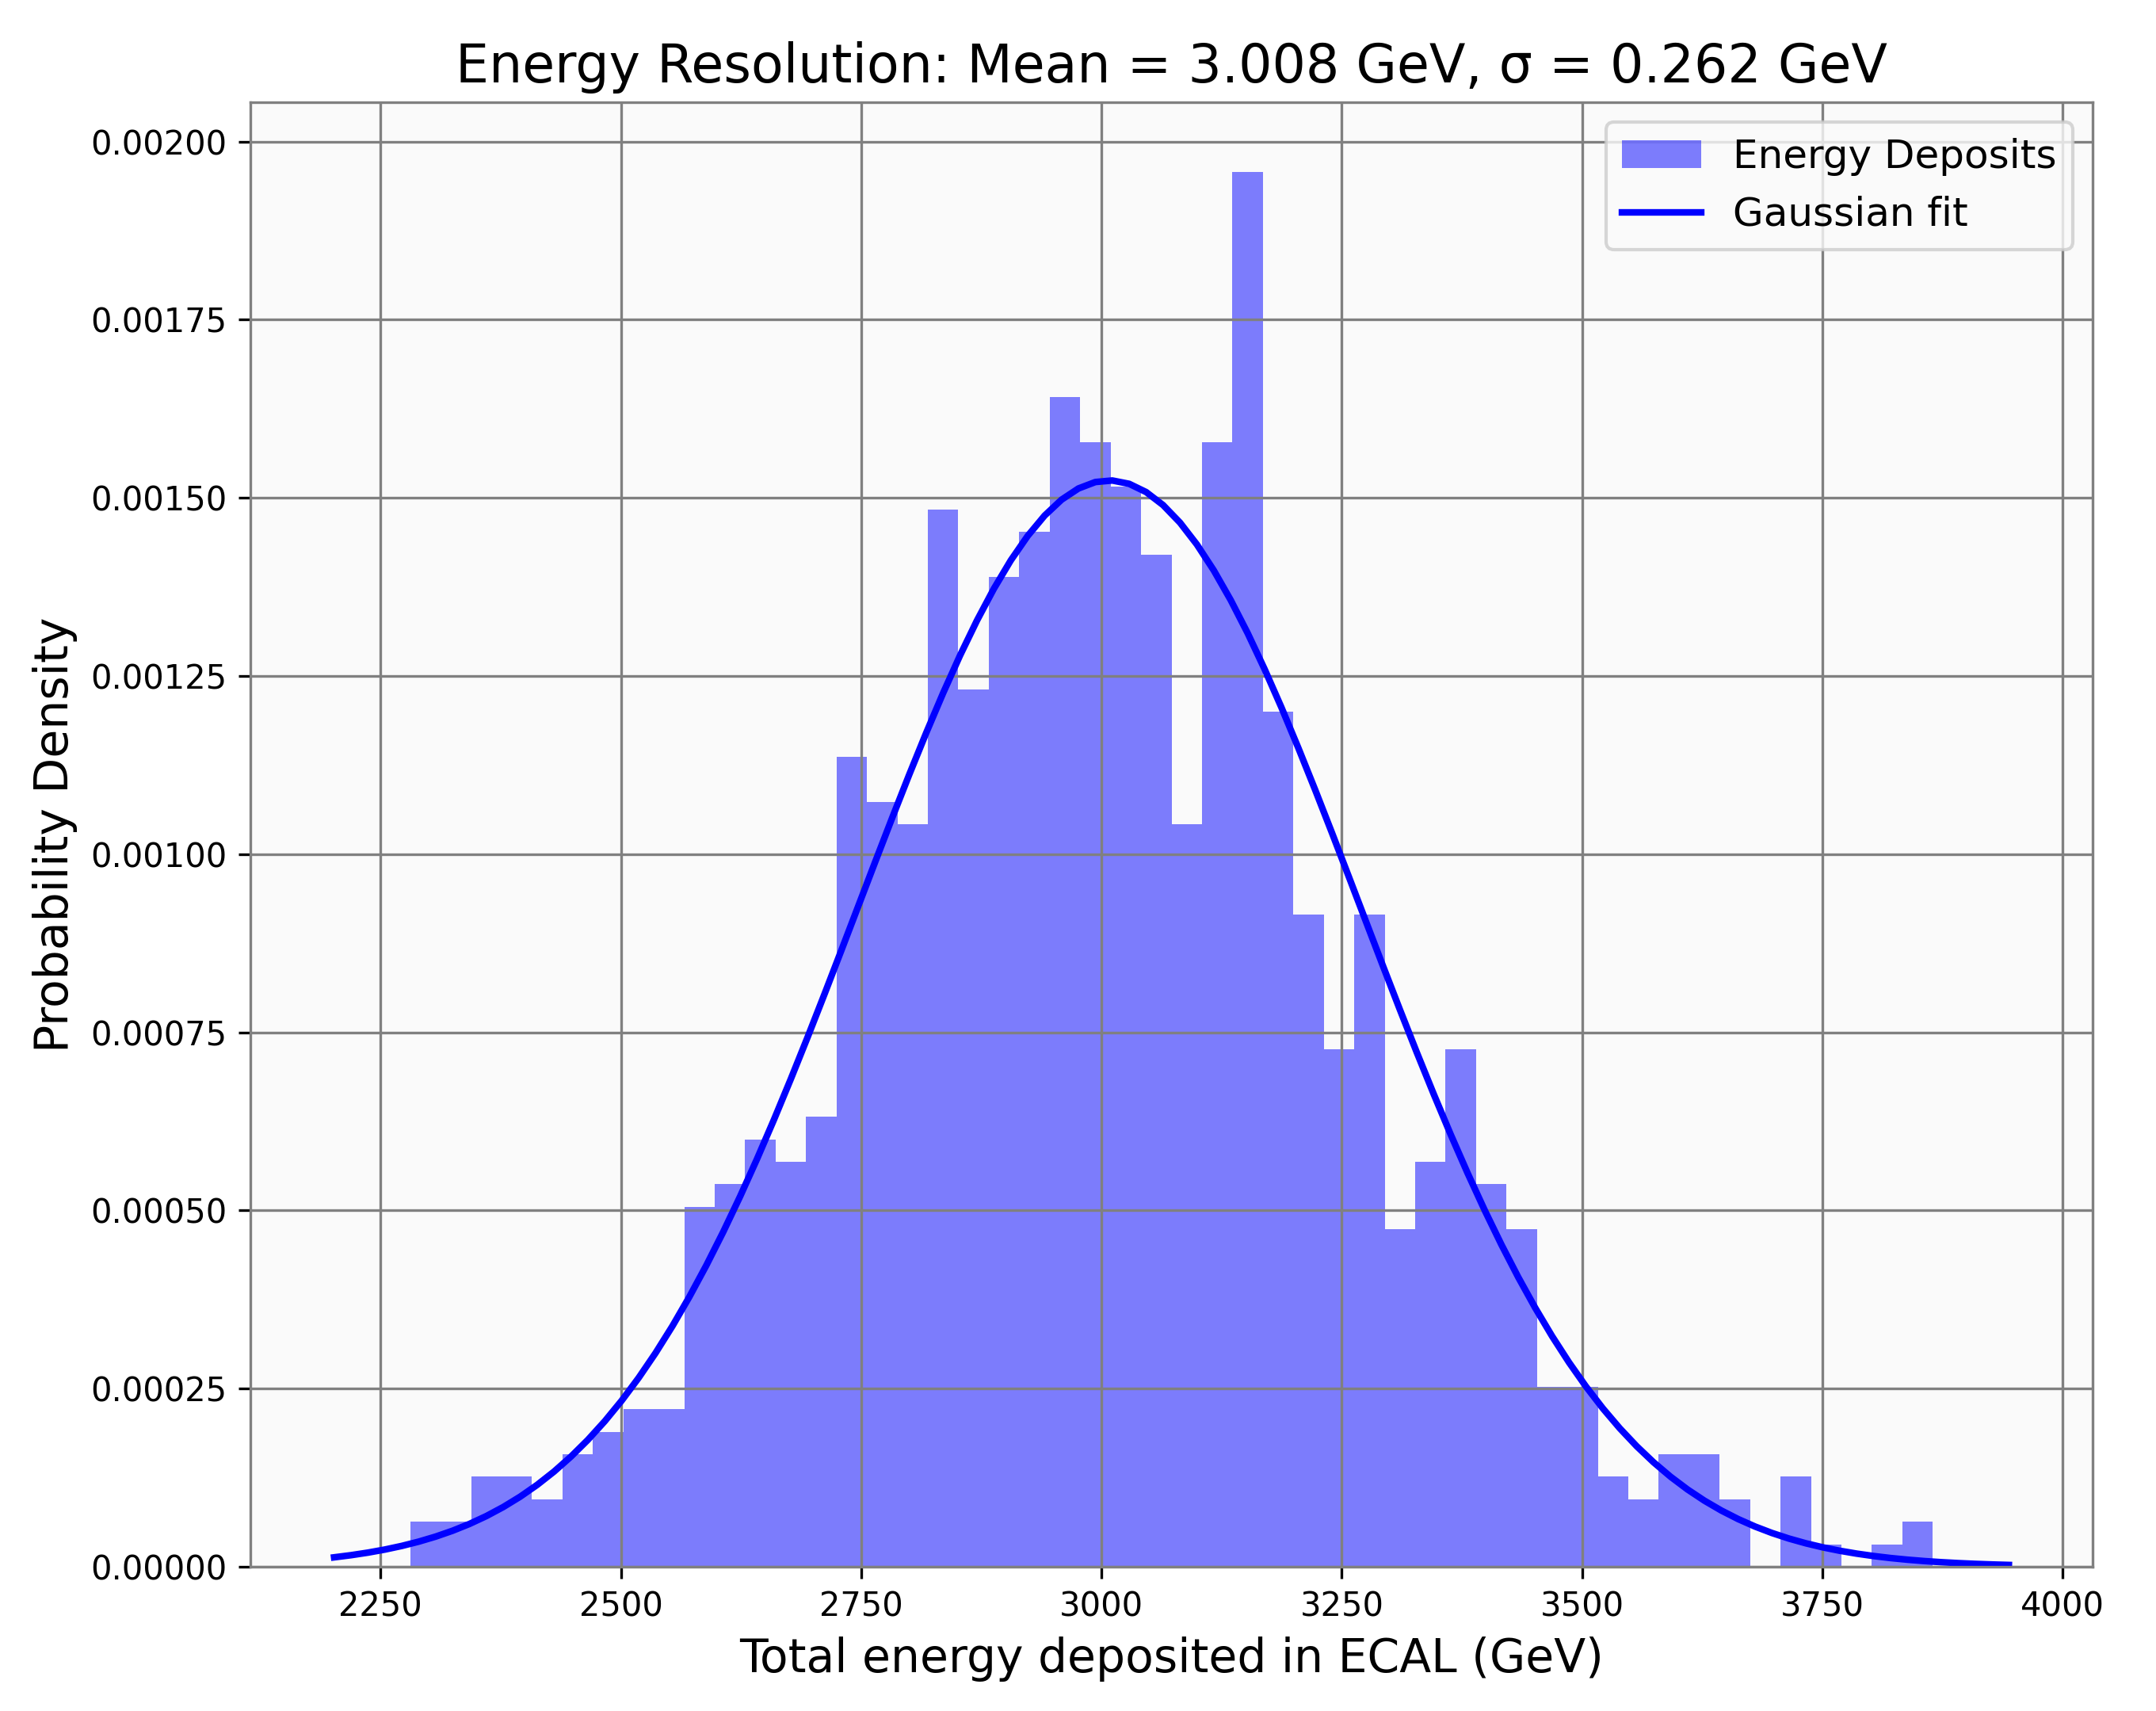 Energy Resolution: Mean = 3.008 GeV, σ = 0.262 GeV
Energy Deposits
Gaussian fit
Probability Density
0.00200
0.00175
0.00150
0.00125
0.00100
0.00075
0.00050
0.00025
0.00000
2250 2500 2750 3000 3250 3500 3750 4000
Total energy deposited in ECAL (GeV)